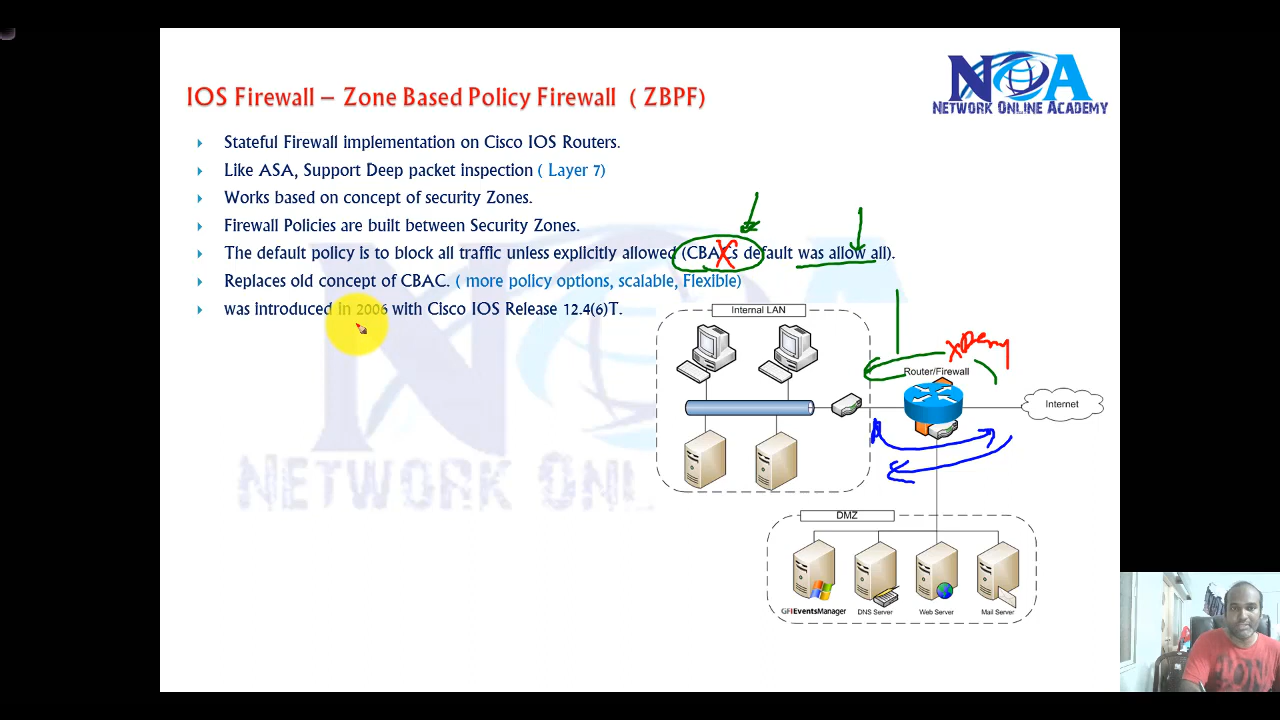 NOA
NETWORK ONLINE ACADEMY
IOS Firewall – Zone Based Policy Firewall ( ZBPF)
Stateful Firewall implementation on Cisco IOS Routers.
Like ASA, Support Deep packet inspection ( Layer 7)
Works based on concept of security Zones.
Firewall Policies are built between Security Zones.
The default policy is to block all traffic unless explicitly allowed (CBACs default was allow all).
Replaces old concept of CBAC. ( more policy options, scalable, Flexible)
was introduced in 2006 with Cisco IOS Release 12.4(6)T.
Internal LAN
Router/Firewall
Internet
DMZ
GFIEventsManager
DNS Server
Web Server
Mail Server
NETWORK ONL